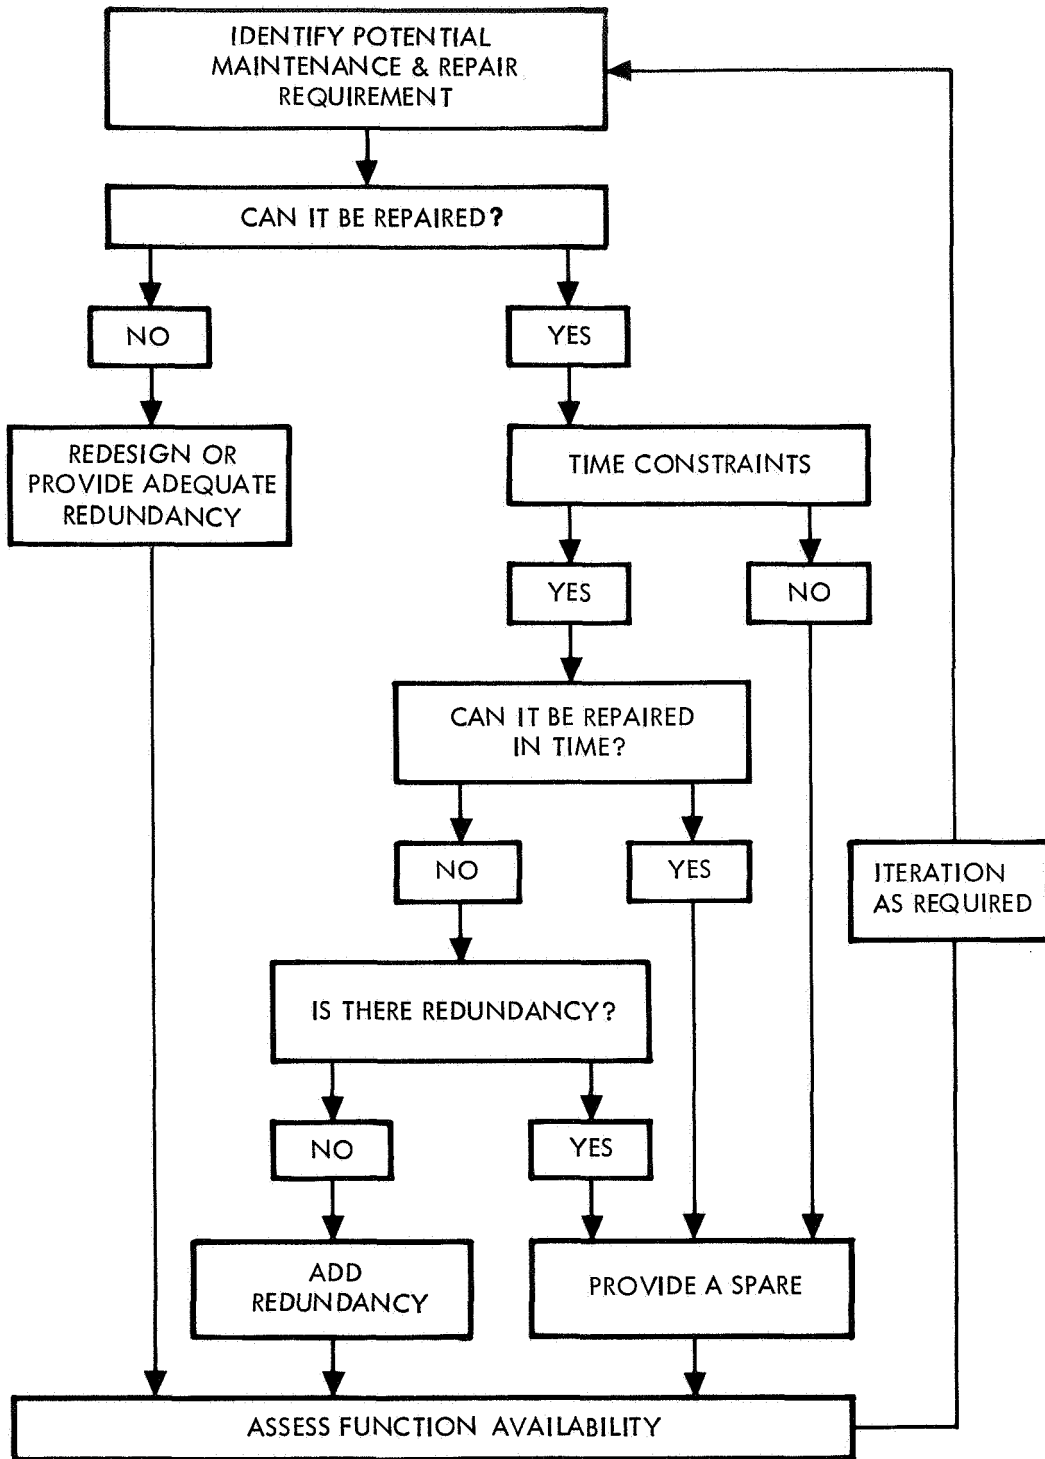 IDENTIFY POTENTIAL
MAINTENANCE & REPAIR
REQUIREMENT
CAN IT BE REPAIRED?
NO
YES
REDESIGN OR
PROVIDE ADEQUATE
REDUNDANCY
TIME CONSTRAINTS
YES
NO
CAN IT BE REPAIRED
IN TIME?
NO
YES
ITERATION
AS REQUIRED
IS THERE REDUNDANCY?
NO
YES
ADD
REDUNDANCY
PROVIDE A SPARE
ASSESS FUNCTION AVAILABILITY